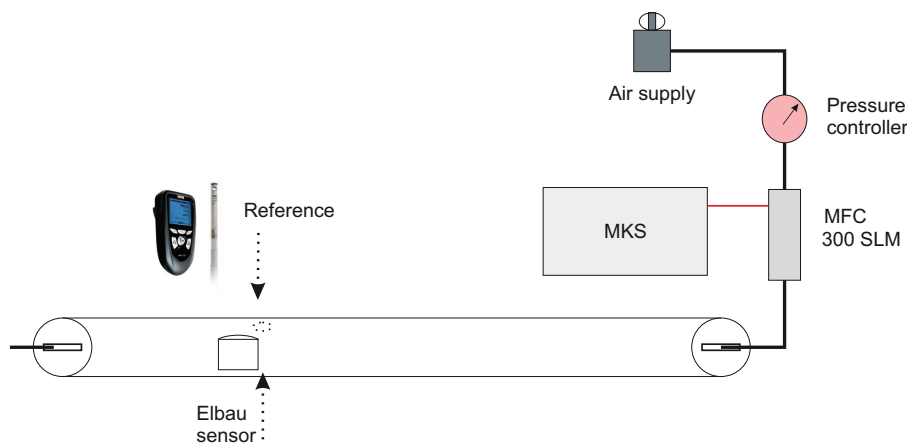 Air supply
Pressure
controller
Reference
MKS
MFC
300 SLM
Elbau
sensor